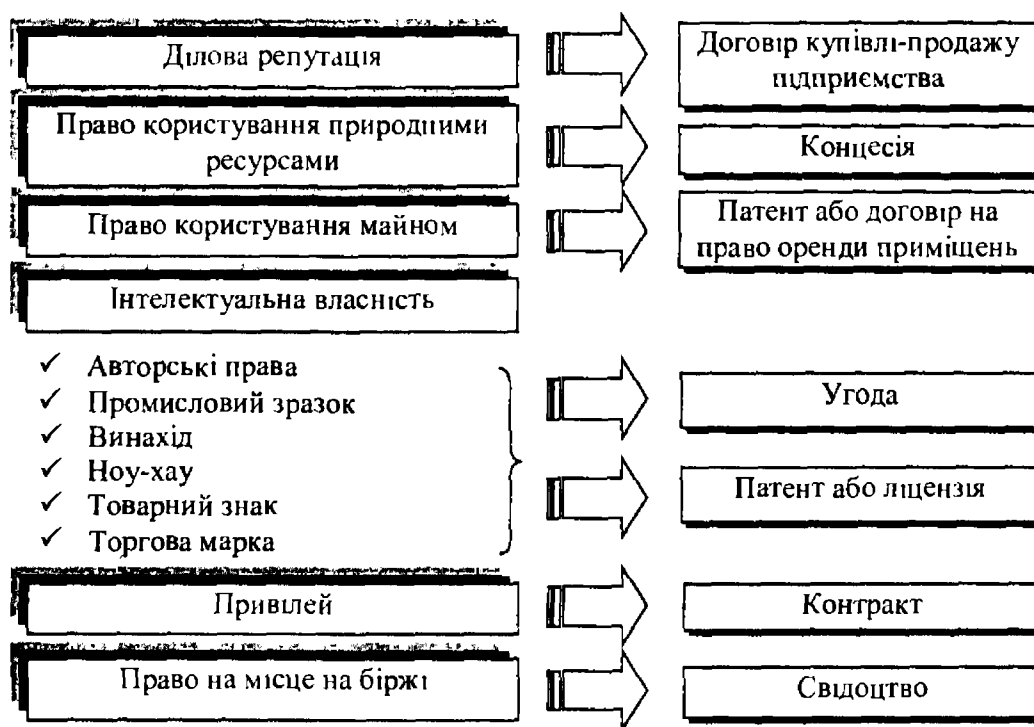 Ділова репутація
Договір купівлі-продажу
підприємства
Право користування природними
ресурсами
Концесія
Право користування майном
Патент або договір на
право оренди приміщень
Інтелектуальна власність
✓ Авторські права
✓ Промисловий зразок
✓ Винахід
✓ Ноу-хау
✓ Товарний знак
✓ Торгова марка
Угода
Патент або ліцензія
Привілей
Контракт
Право на місце на біржі
Свідоцтво